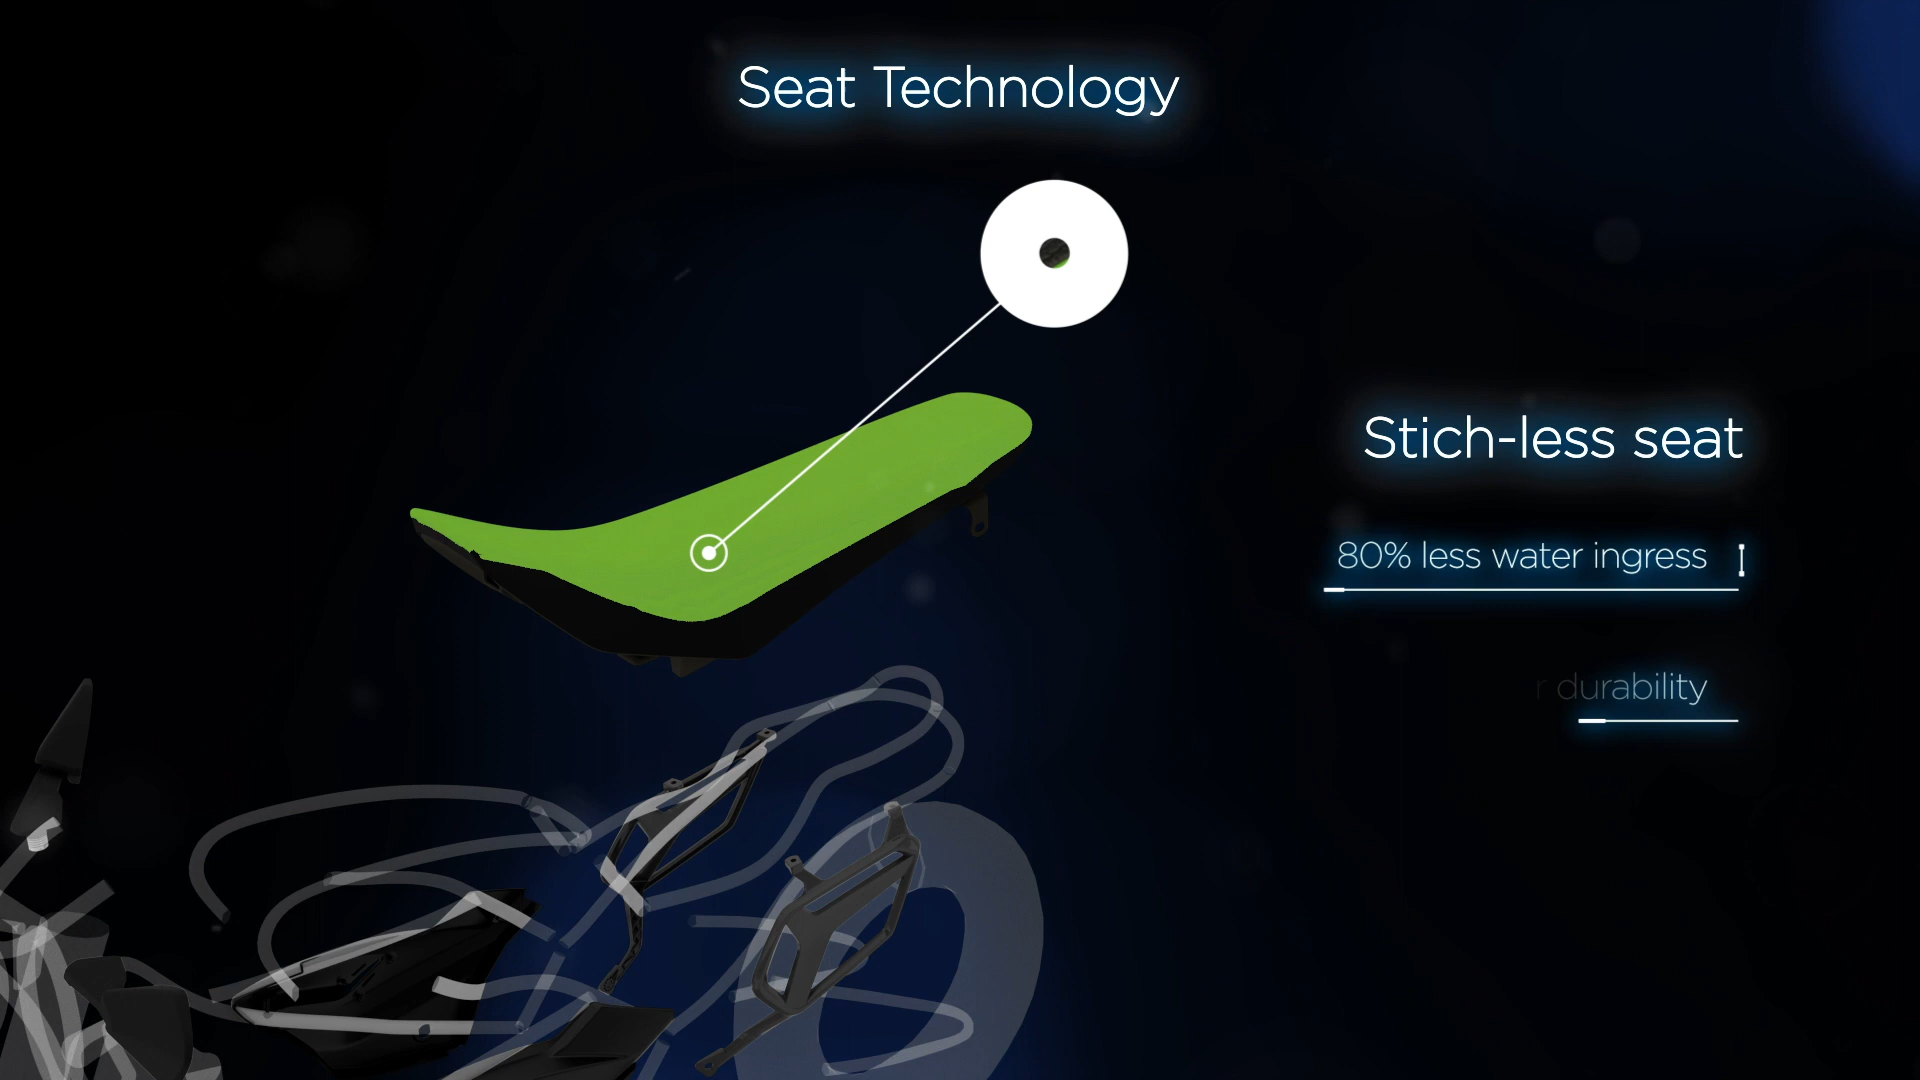 Seat Technology
Stich-less seat
80% less water ingress
durability